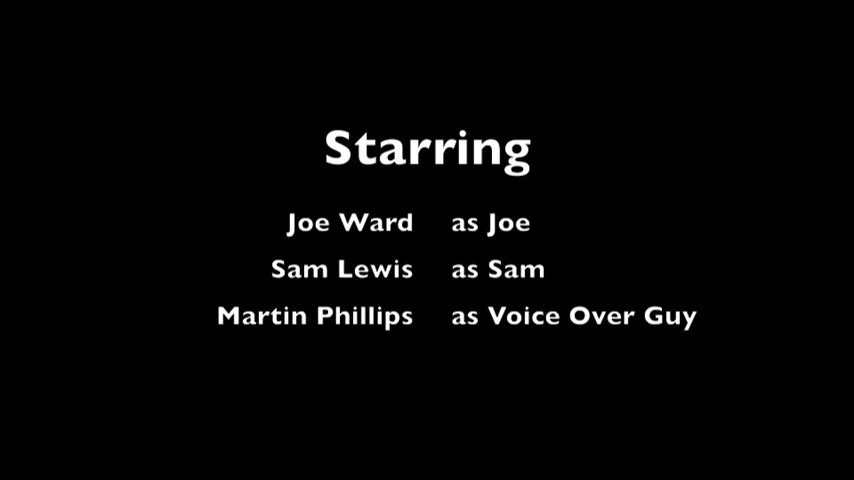 Starring
Joe Ward as Joe
Sam Lewis as Sam
Martin Phillips as Voice Over Guy